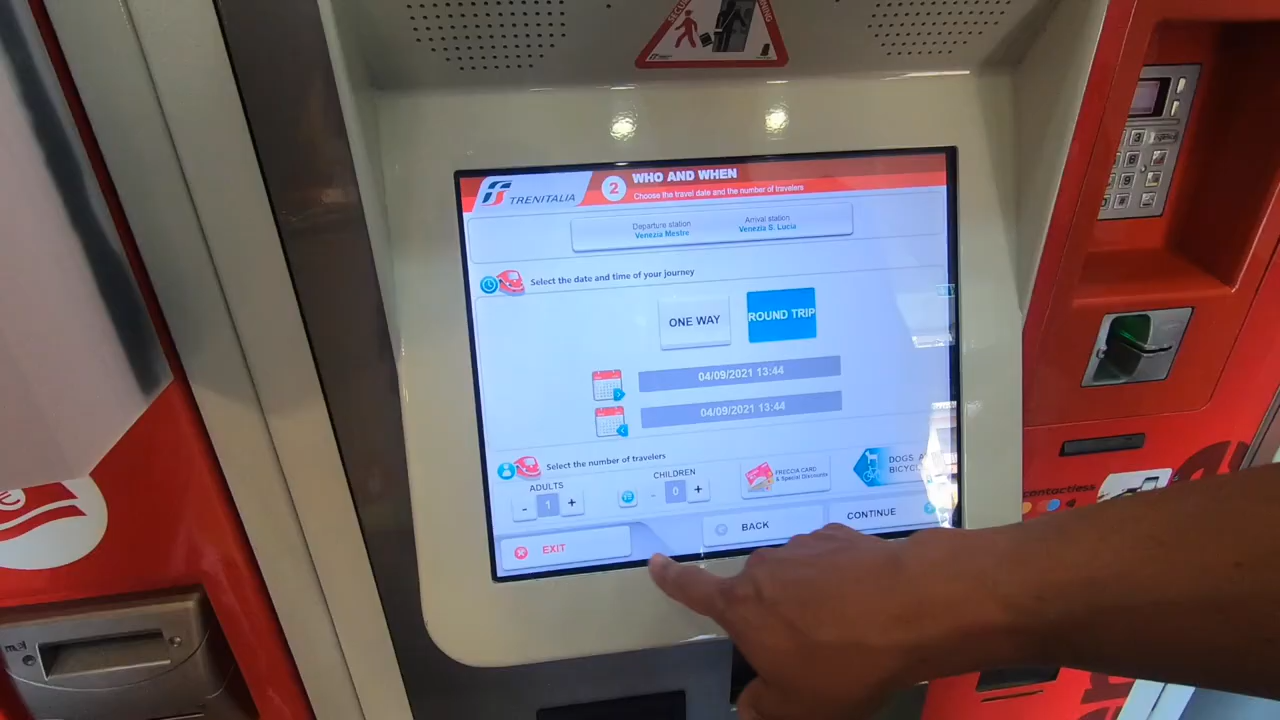 TRENITALIA
2
WHO AND WHEN
Choose the travel date and the number of travelers
Departure station
Venezia Mestre
Arrival station
Venezia S. Lucia
Select the date and time of your journey
ONE WAY
ROUND TRIP
04/09/2021 13:44
04/09/2021 13:44
Select the number of travelers
ADULTS
- 1 +
CHILDREN
- 0 +
FRECCIA CARD
& Special Discounts
DOGS
EXIT
BACK
CONTINUE
contactless